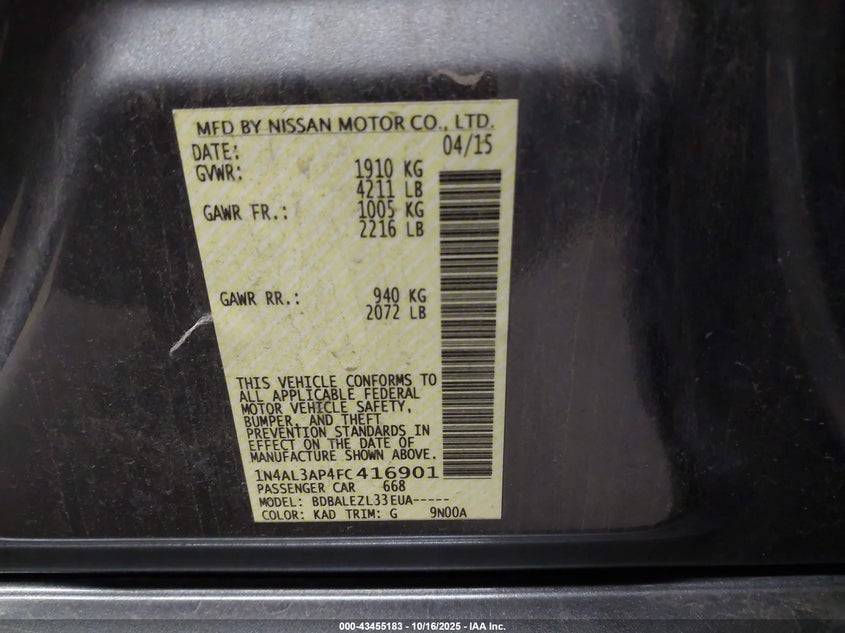 MFD BY NISSAN MOTOR CO., LTD.
DATE: 04/15
GVWR: 1910 KG
4211 LB
GAWR FR.: 1005 KG
2216 LB
GAWR RR.: 940 KG
2072 LB
THIS VEHICLE CONFORMS TO
ALL APPLICABLE FEDERAL
MOTOR VEHICLE SAFETY,
BUMPER, AND THEFT
PREVENTION STANDARDS IN
EFFECT ON THE DATE OF
MANUFACTURE SHOWN ABOVE.
1N4AL3AP4FC416901
PASSENGER CAR 668
MODEL: BDBALEZL33EUA-----
COLOR: KAD TRIM: G 9N00A
000-43455183 - 10/16/2025 - IAA Inc.